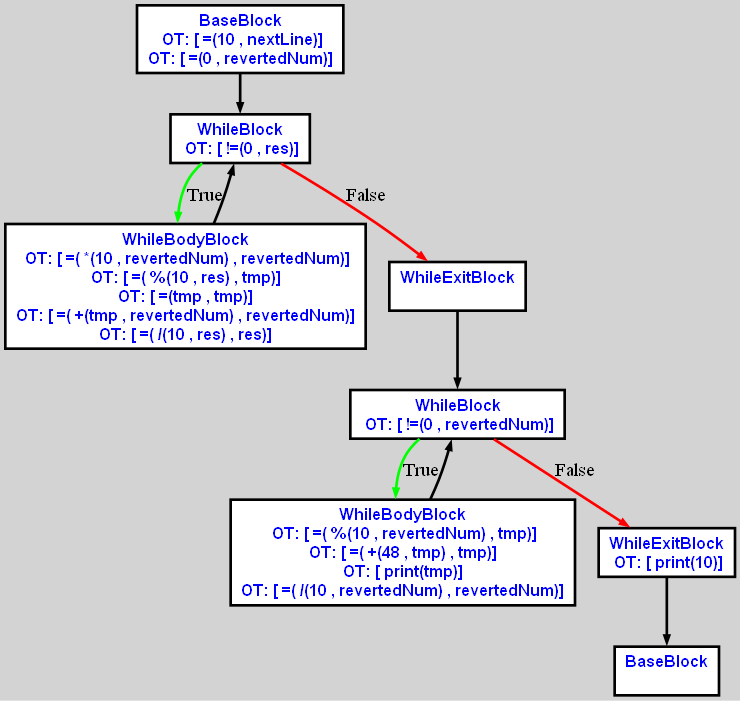 BaseBlock
OT: [ =(10 , nextLine)]
OT: [ =(0 , revertedNum)]
WhileBlock
OT: [ !=(0 , res)]
True
False
WhileBodyBlock
OT: [ =( *(10 , revertedNum) , revertedNum)]
OT: [ =( %(10 , res) , tmp)]
OT: [ =(tmp , tmp)]
OT: [ =( +(tmp , revertedNum) , revertedNum)]
OT: [ =( /(10 , res) , res)]
WhileExitBlock
WhileBlock
OT: [ !=(0 , revertedNum)]
True
False
WhileBodyBlock
OT: [ =( %(10 , revertedNum) , tmp)]
OT: [ =( +(48 , tmp) , tmp)]
OT: [ print(tmp)]
OT: [ =( /(10 , revertedNum) , revertedNum)]
WhileExitBlock
OT: [ print(10)]
BaseBlock